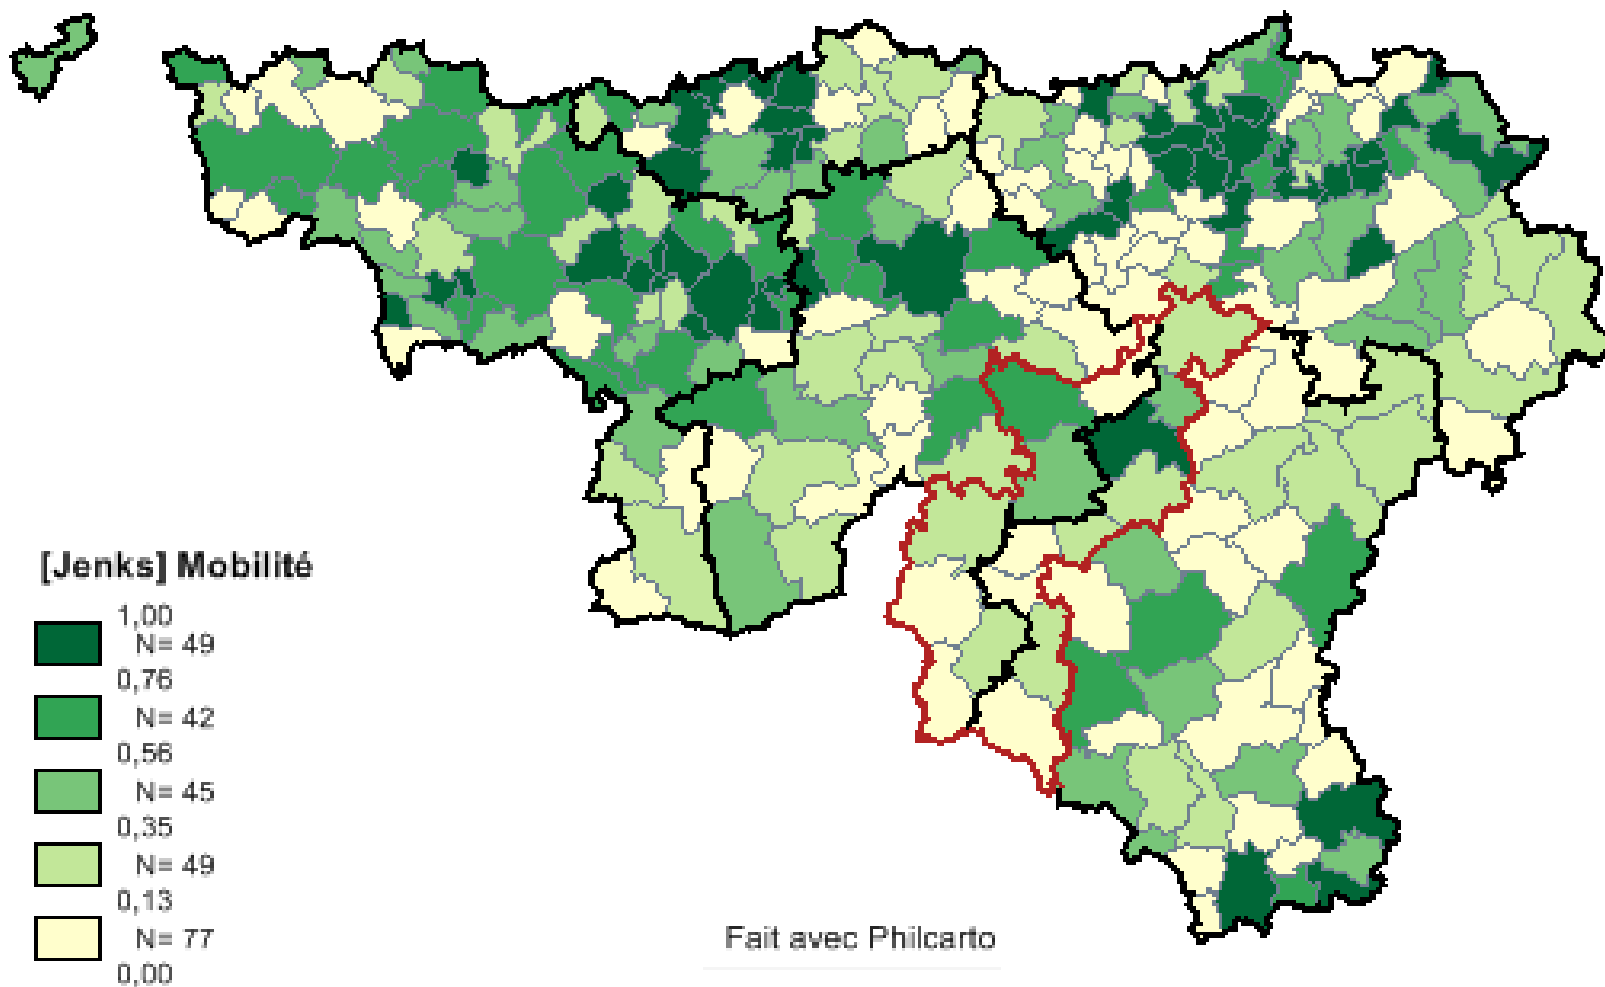 [Jenks] Mobilité
1,00
N= 49
0,76
N= 42
0,56
N= 45
0,35
N= 49
0,13
N= 77
0,00
Fait avec Philcarto